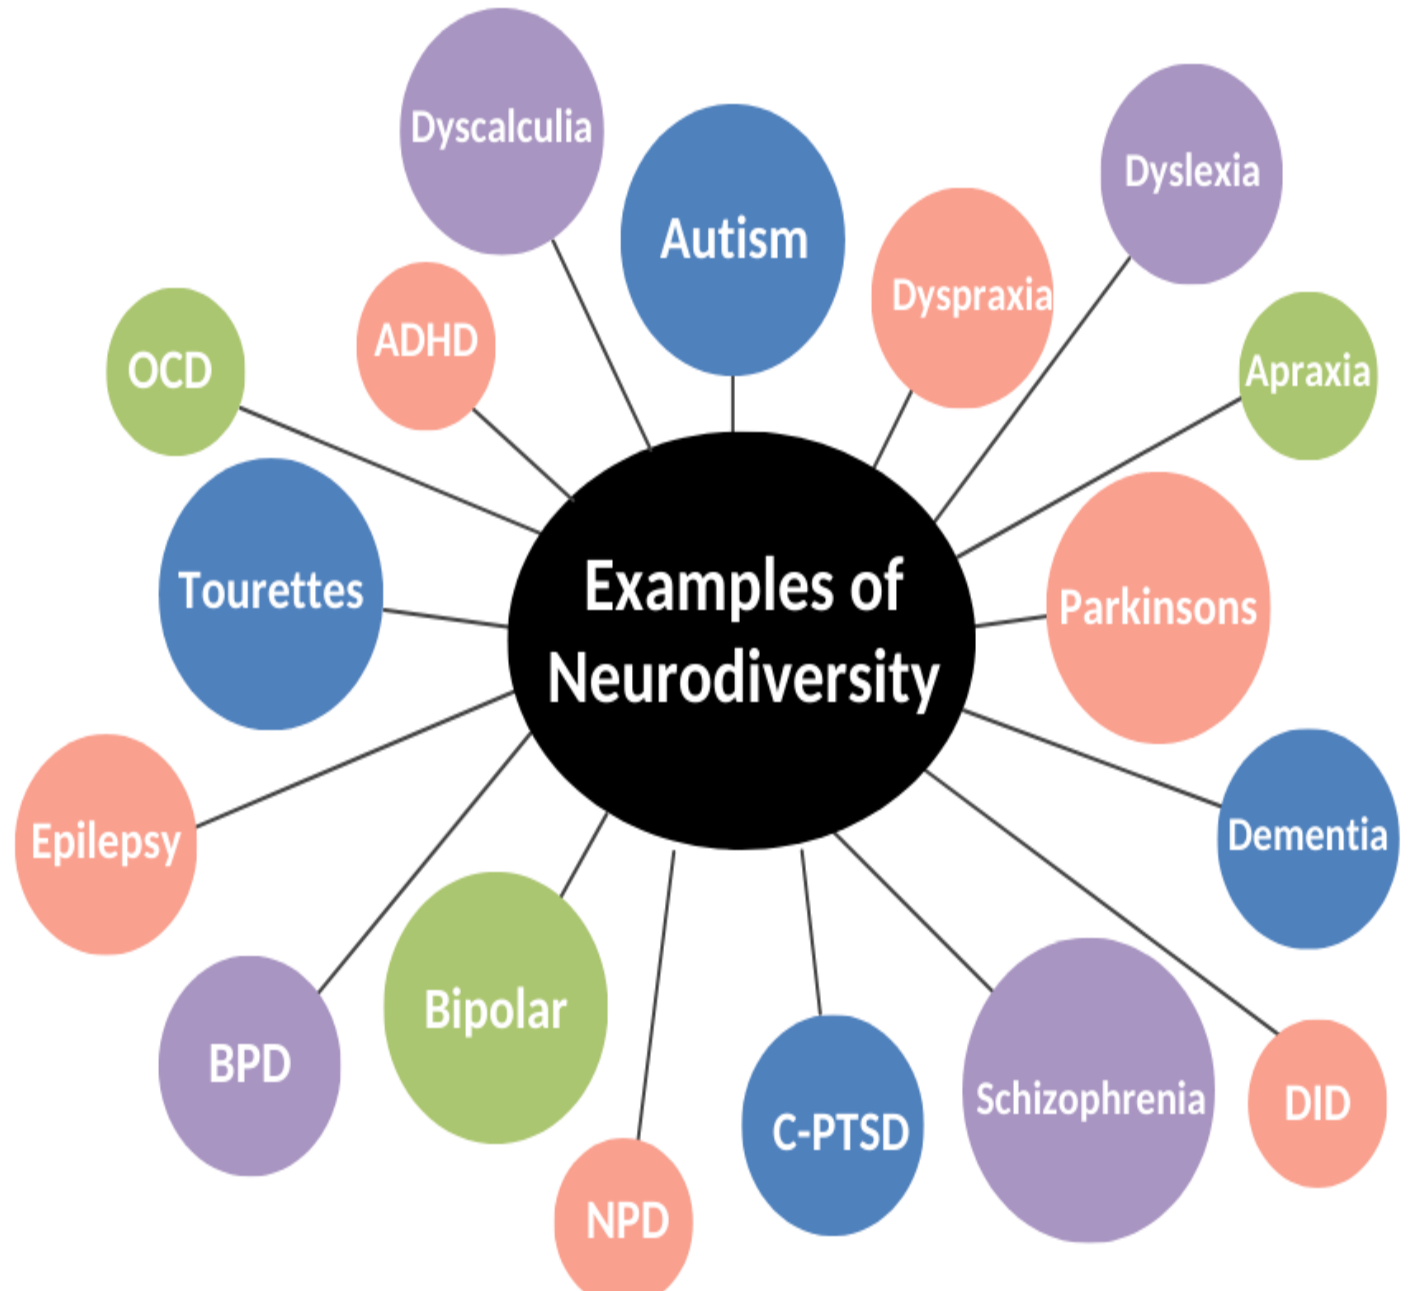 Dyscalculia
Autism
Dyslexia
Dyspraxia
ADHD
OCD
Apraxia
Tourettes
Examples of
Neurodiversity
Parkinsons
Epilepsy
Dementia
BPD
Bipolar
NPD
C-PTSD
Schizophrenia
DID